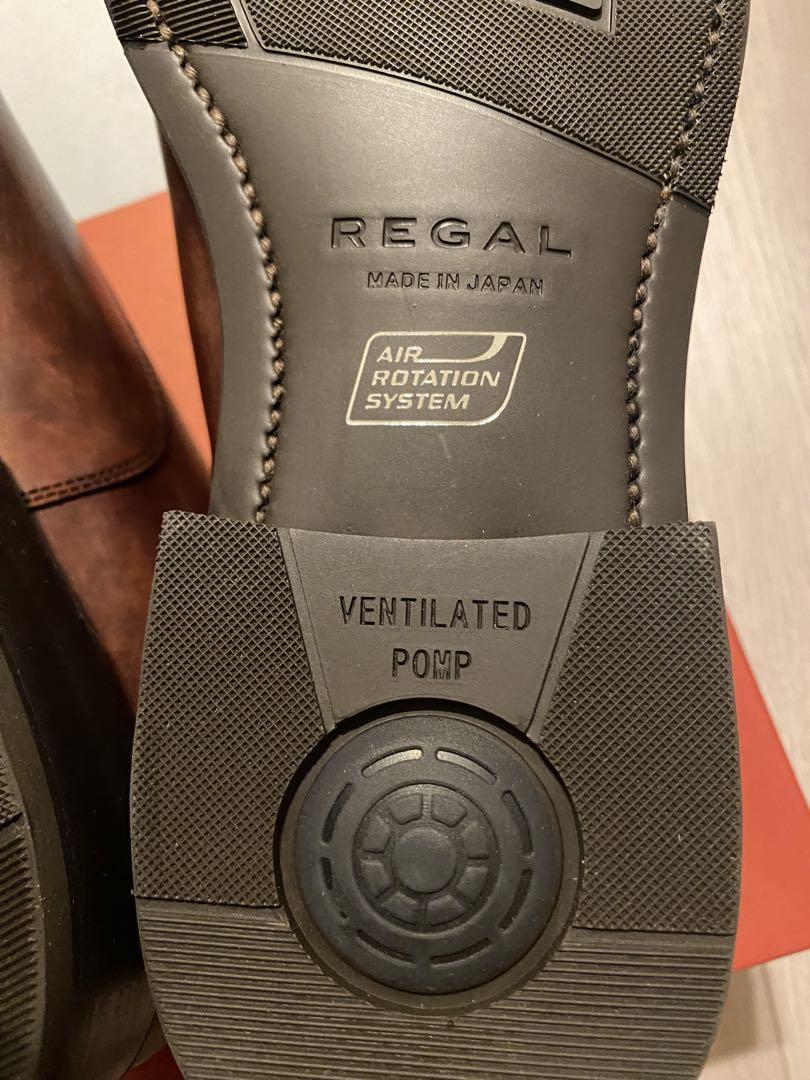 REGAL
MADE IN JAPAN
AIR
ROTATION
SYSTEM
VENTILATED
POMP